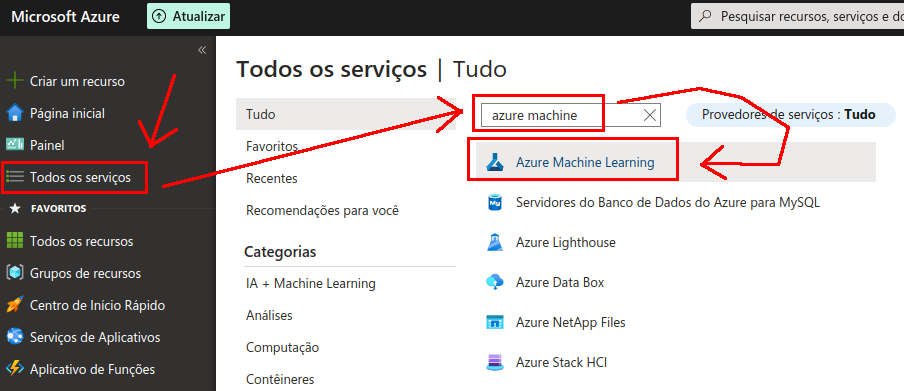 Microsoft Azure
Atualizar
Pesquisar recursos, serviços e do
«
Criar um recurso
Página inicial
Painel
Todos os serviços
FAVORITOS
Todos os recursos
Grupos de recursos
Centro de Início Rápido
Serviços de Aplicativos
Aplicativo de Funções
Todos os serviços | Tudo
Tudo
Favoritos
Recentes
Recomendações para você
Categorias
IA + Machine Learning
Análises
Computação
Contêineres
azure machine
Provedores de serviços : Tudo
Azure Machine Learning
Servidores do Banco de Dados do Azure para MySQL
Azure Lighthouse
Azure Data Box
Azure NetApp Files
Azure Stack HCI